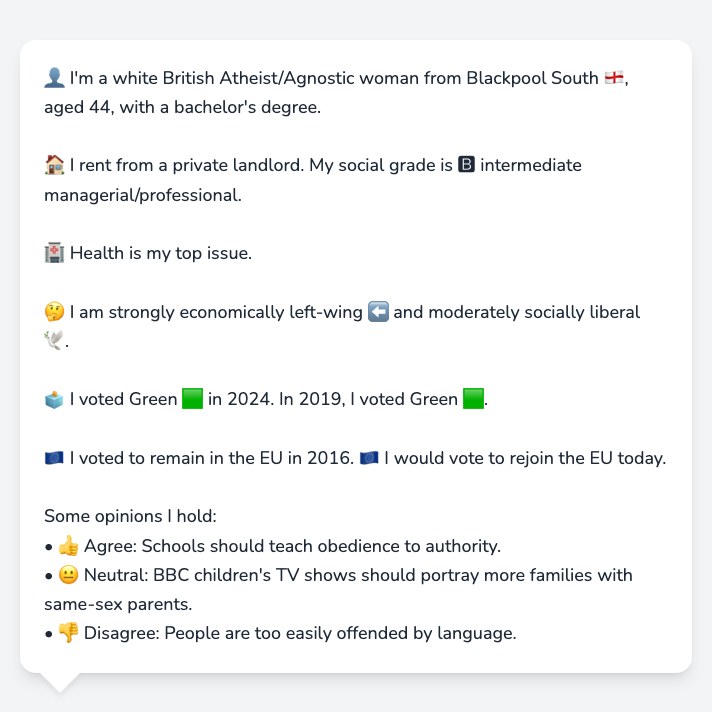 👤 I'm a white British Atheist/Agnostic woman from Blackpool South 🏴󠁧󠁢󠁥󠁮󠁧󠁿,
aged 44, with a bachelor's degree.
🏠 I rent from a private landlord. My social grade is 🅱 intermediate
managerial/professional.
🏥 Health is my top issue.
🤔 I am strongly economically left-wing ⬅️ and moderately socially liberal
🕊️.
🗳️ I voted Green 🟩 in 2024. In 2019, I voted Green 🟩.
🇪🇺 I voted to remain in the EU in 2016. 🇪🇺 I would vote to rejoin the EU today.
Some opinions I hold:
• 👍 Agree: Schools should teach obedience to authority.
• 😐 Neutral: BBC children's TV shows should portray more families with
same-sex parents.
• 👎 Disagree: People are too easily offended by language.